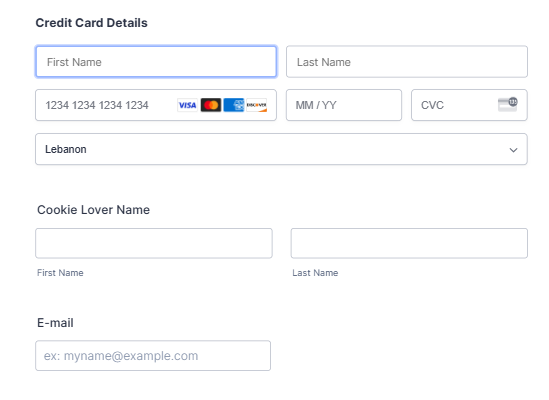 Credit Card Details
First Name Last Name
1234 1234 1234 1234 VISA DISCOVER MM / YY CVC 135
Lebanon
Cookie Lover Name
First Name Last Name
E-mail
ex: myname@example.com